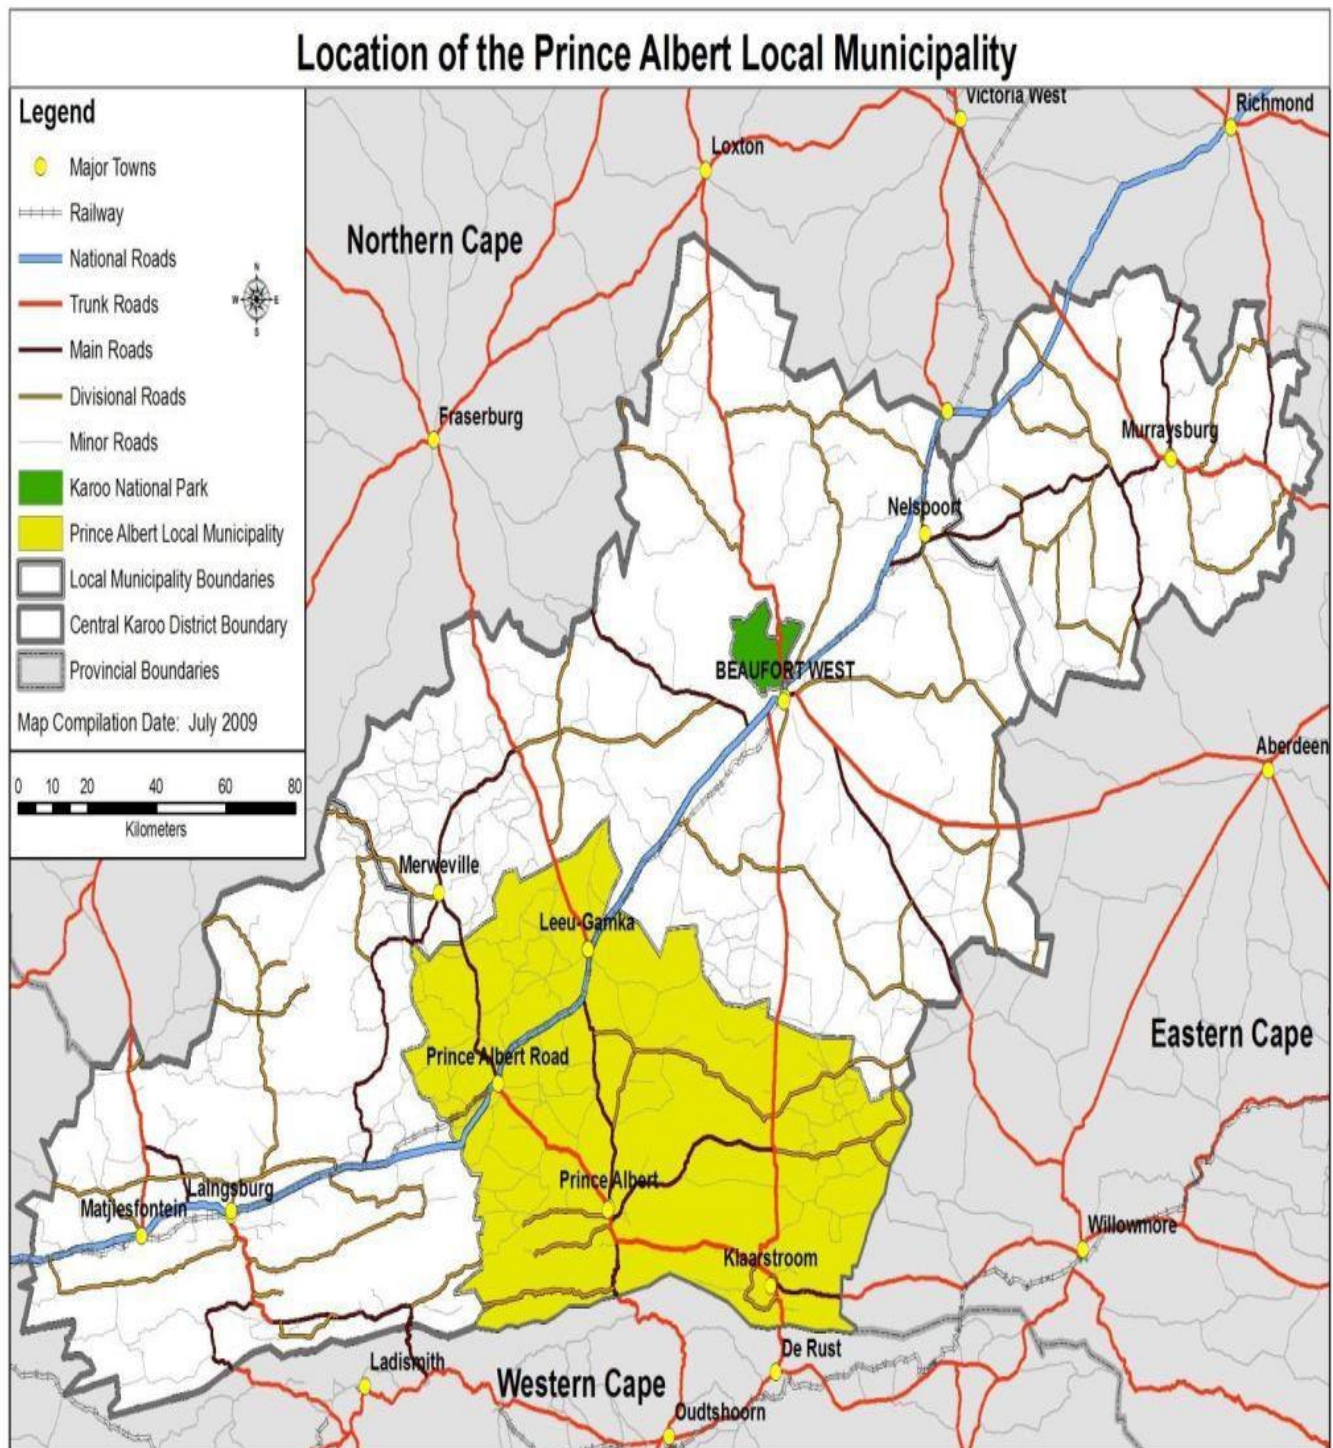 Location of the Prince Albert Local Municipality
Legend
Major Towns
Railway
National Roads
Trunk Roads
Main Roads
Divisional Roads
Minor Roads
Karoo National Park
Prince Albert Local Municipality
Local Municipality Boundaries
Central Karoo District Boundary
Provincial Boundaries
Map Compilation Date: July 2009
N
W E
S
0 10 20 40 60 80
Kilometers
Victoria West
Richmond
Loxton
Northern Cape
Fraserburg
Murraysburg
Nelspoort
BEAUFORT WEST
Aberdeen
Merweville
Leeu-Gamka
Eastern Cape
Prince Albert Road
Prince Albert
Laingsburg
Matjiesfontein
Willowmore
Klaarstroom
De Rust
Ladismith
Western Cape
Oudtshoorn